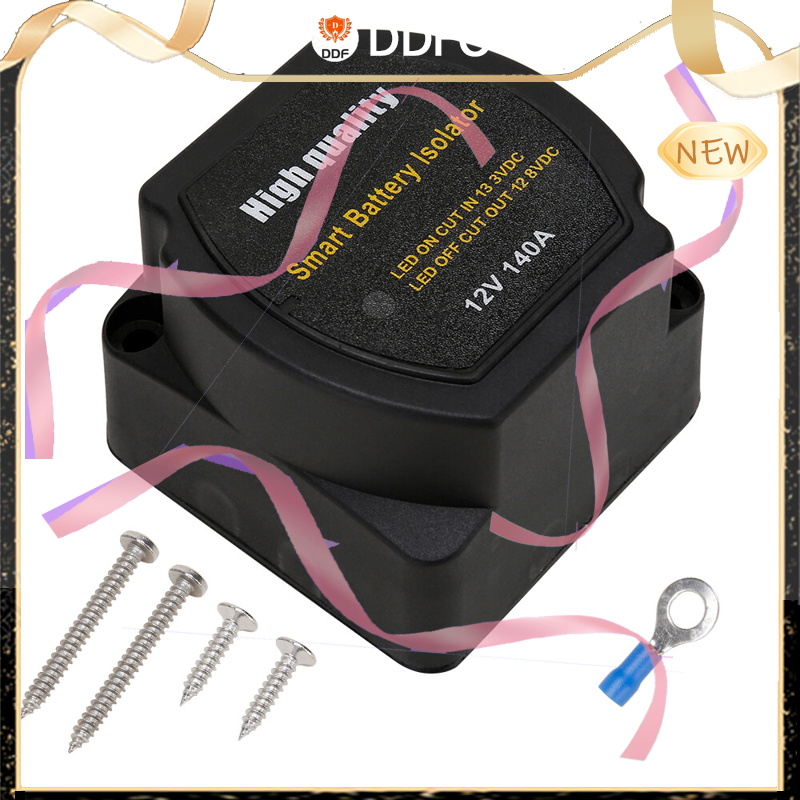 DDF
High quality
Smart Battery Isolator
LED ON CUT IN 13 3VDC
LED OFF CUT OUT 12 8VDC
12V 140A
NEW